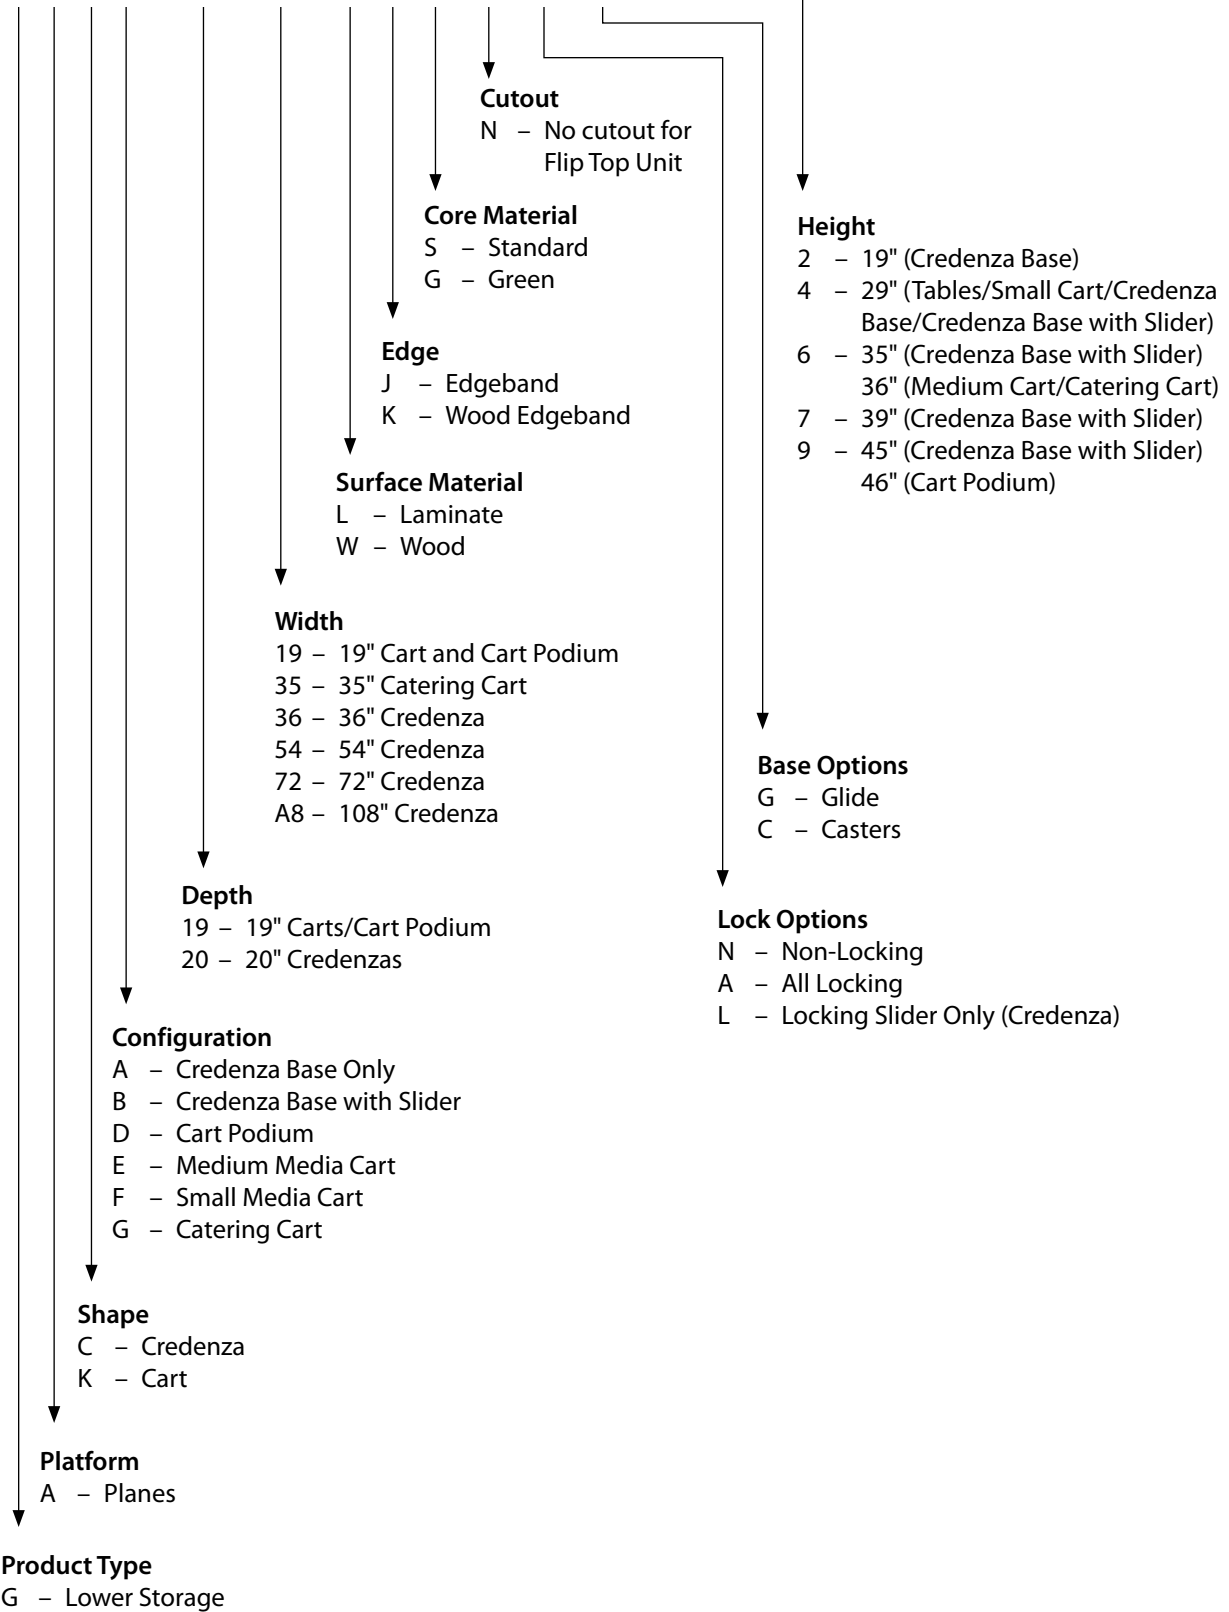 Cutout
N – No cutout for
Flip Top Unit
Core Material
S – Standard
G – Green
Height
2 – 19" (Credenza Base)
4 – 29" (Tables/Small Cart/Credenza
Base/Credenza Base with Slider)
6 – 35" (Credenza Base with Slider)
36" (Medium Cart/Catering Cart)
7 – 39" (Credenza Base with Slider)
9 – 45" (Credenza Base with Slider)
46" (Cart Podium)
Edge
J – Edgeband
K – Wood Edgeband
Surface Material
L – Laminate
W – Wood
Width
19 – 19" Cart and Cart Podium
35 – 35" Catering Cart
36 – 36" Credenza
54 – 54" Credenza
72 – 72" Credenza
A8 – 108" Credenza
Base Options
G – Glide
C – Casters
Depth
19 – 19" Carts/Cart Podium
20 – 20" Credenzas
Lock Options
N – Non-Locking
A – All Locking
L – Locking Slider Only (Credenza)
Configuration
A – Credenza Base Only
B – Credenza Base with Slider
D – Cart Podium
E – Medium Media Cart
F – Small Media Cart
G – Catering Cart
Shape
C – Credenza
K – Cart
Platform
A – Planes
Product Type
G – Lower Storage